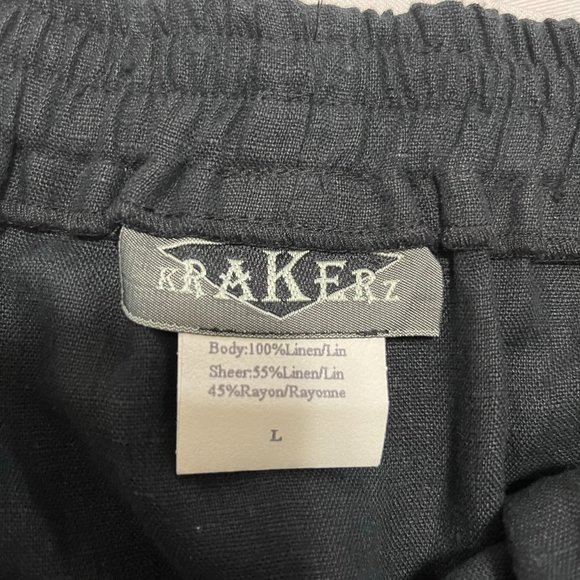 KRAKERZ
Body:100%Linen/Lin
Sheer:55%Linen/Lin
45%Rayon/Rayonne
L